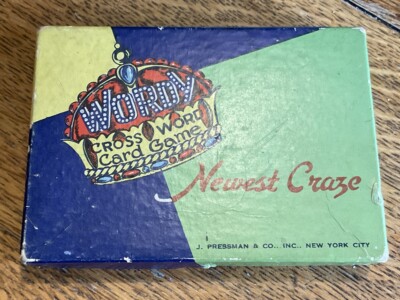 WORDY
CROSS WORD
Card Game
Newest Craze
J. PRESSMAN & CO., INC., NEW YORK CITY